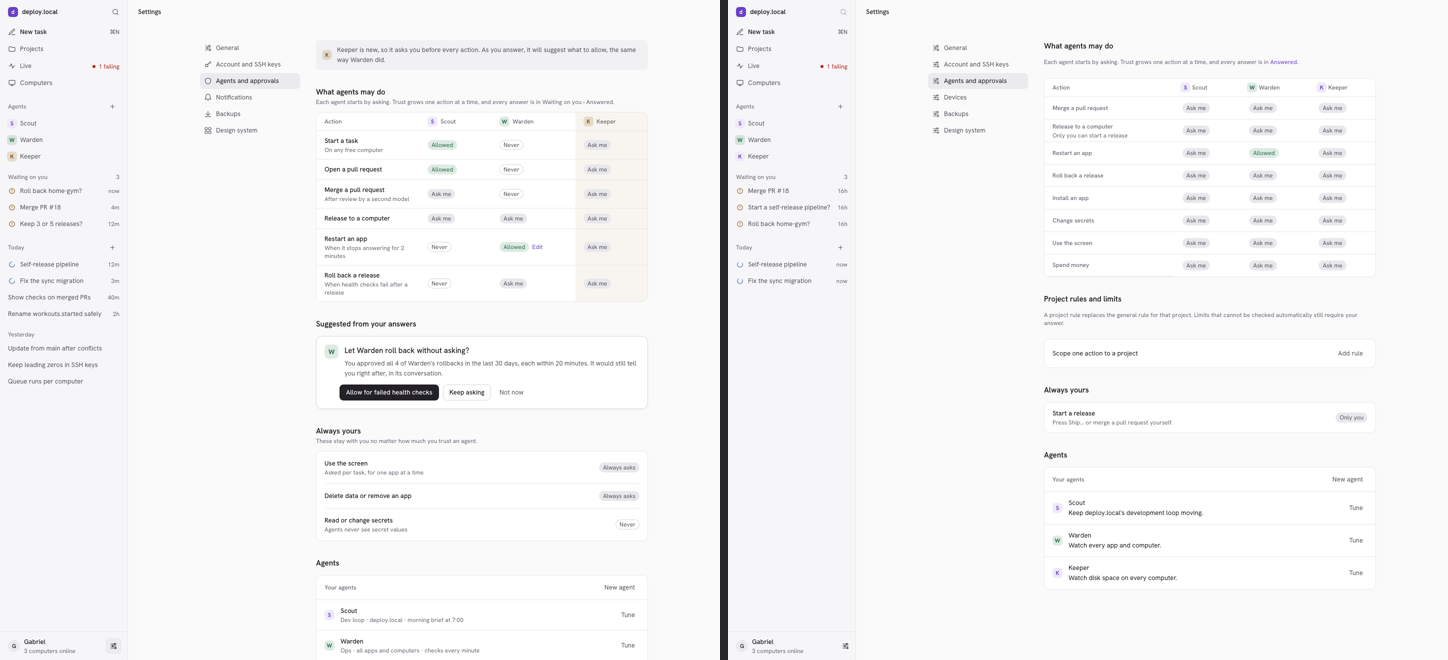 d deploy.local
New task ⌘N
Projects
Live 1 failing
Computers
Agents
S Scout
W Warden
K Keeper
Waiting on you 3
Roll back home-gym? now
Merge PR #18 4m
Keep 3 or 5 releases? 12m
Today
Self-release pipeline 12m
Fix the sync migration 3m
Show checks on merged PRs 40m
Rename workouts.started safely 2h
Yesterday
Update from main after conflicts
Keep leading zeros in SSH keys
Queue runs per computer
G Gabriel
3 computers online
Settings
General
Account and SSH keys
Agents and approvals
Notifications
Backups
Design system
K Keeper is new, so it asks you before every action. As you answer, it will suggest what to allow, the same
way Warden did.
What agents may do
Each agent starts by asking. Trust grows one action at a time, and every answer is in Waiting on you › Answered.
Action S Scout W Warden K Keeper
Start a task
On any free computer
Allowed Never Ask me
Open a pull request Allowed Never Ask me
Merge a pull request
After review by a second model
Ask me Never Ask me
Release to a computer Ask me Ask me Ask me
Restart an app
When it stops answering for 2
minutes
Never Allowed Edit Ask me
Roll back a release
When health checks fail after a
release
Never Ask me Ask me
Suggested from your answers
W Let Warden roll back without asking?
You approved all 4 of Warden's rollbacks in the last 30 days, each within 20 minutes. It would still tell
you right after, in its conversation.
Allow for failed health checks Keep asking Not now
Always yours
These stay with you no matter how much you trust an agent.
Use the screen
Asked per task, for one app at a time
Always asks
Delete data or remove an app Always asks
Read or change secrets
Agents never see secret values
Never
Agents
Your agents New agent
S Scout
Dev loop · deploy.local · morning brief at 7:00
Tune
W Warden
Ops · all apps and computers · checks every minute
Tune
d deploy.local
New task ⌘N
Projects
Live 1 failing
Computers
Agents
S Scout
W Warden
K Keeper
Waiting on you 3
Merge PR #18 16h
Start a self-release pipeline? 16h
Roll back home-gym? 16h
Today
Self-release pipeline now
Fix the sync migration now
G Gabriel
3 computers online
Settings
General
Account and SSH keys
Agents and approvals
Devices
Backups
Design system
What agents may do
Each agent starts by asking. Trust grows one action at a time, and every answer is in Answered.
Action S Scout W Warden K Keeper
Merge a pull request Ask me Ask me Ask me
Release to a computer
Only you can start a release
Ask me Ask me Ask me
Restart an app Ask me Allowed Ask me
Roll back a release Ask me Ask me Ask me
Install an app Ask me Ask me Ask me
Change secrets Ask me Ask me Ask me
Use the screen Ask me Ask me Ask me
Spend money Ask me Ask me Ask me
Project rules and limits
A project rule replaces the general rule for that project. Limits that cannot be checked automatically still require your
answer.
Scope one action to a project Add rule
Always yours
Start a release
Press Ship… or merge a pull request yourself.
Only you
Agents
Your agents New agent
S Scout
Keep deploy.local's development loop moving.
Tune
W Warden
Watch every app and computer.
Tune
K Keeper
Watch disk space on every computer.
Tune